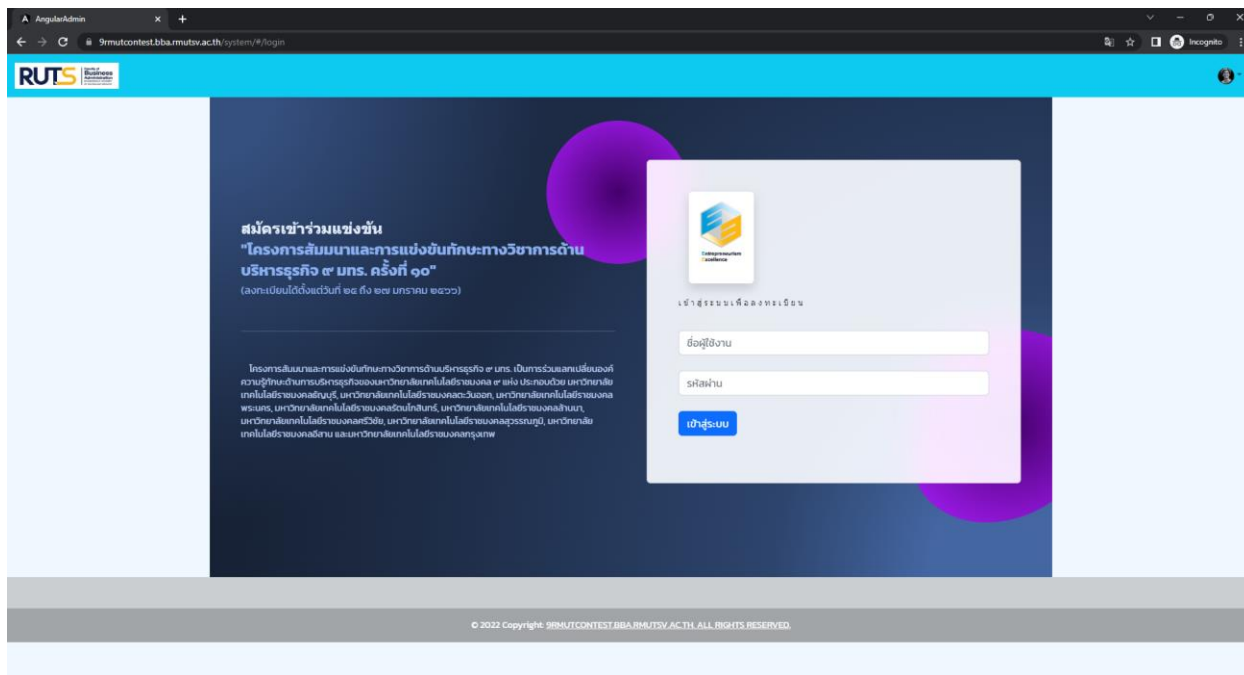 AngularAdmin
9rmutcontest.bba.rmutsv.ac.th/system/#/login
Incognito
RUTS
Business
สมัครเข้าร่วมแข่งขัน
"โครงการสัมมนาและการแข่งขันทักษะทางวิชาการด้าน
บริหารธุรกิจ ๙ มทร. ครั้งที่ ๑๐"
(ลงทะเบียนได้ตั้งแต่วันที่ ๒๕ ถึง ๒๗ มกราคม ๒๕๖๖)
โครงการสัมมนาและการแข่งขันทักษะทางวิชาการด้านบริหารธุรกิจ ๙ มทร. เป็นการร่วมแลกเปลี่ยนองค์
ความรู้ทักษะด้านการบริหารธุรกิจของมหาวิทยาลัยเทคโนโลยีราชมงคล ๙ แห่ง ประกอบด้วย มหาวิทยาลัย
เทคโนโลยีราชมงคลธัญบุรี, มหาวิทยาลัยเทคโนโลยีราชมงคลตะวันออก, มหาวิทยาลัยเทคโนโลยีราชมงคล
พระนคร, มหาวิทยาลัยเทคโนโลยีราชมงคลรัตนโกสินทร์, มหาวิทยาลัยเทคโนโลยีราชมงคลล้านนา,
มหาวิทยาลัยเทคโนโลยีราชมงคลศรีวิชัย, มหาวิทยาลัยเทคโนโลยีราชมงคลสุวรรณภูมิ, มหาวิทยาลัย
เทคโนโลยีราชมงคลอีสาน และมหาวิทยาลัยเทคโนโลยีราชมงคลกรุงเทพ
Entrepreneurism
Excellence
เข้าสู่ระบบเพื่อลงทะเบียน
ชื่อผู้ใช้งาน
รหัสผ่าน
เข้าสู่ระบบ
© 2022 Copyright: 9RMUTCONTEST.BBA.RMUTSV.AC.TH. ALL RIGHTS RESERVED.